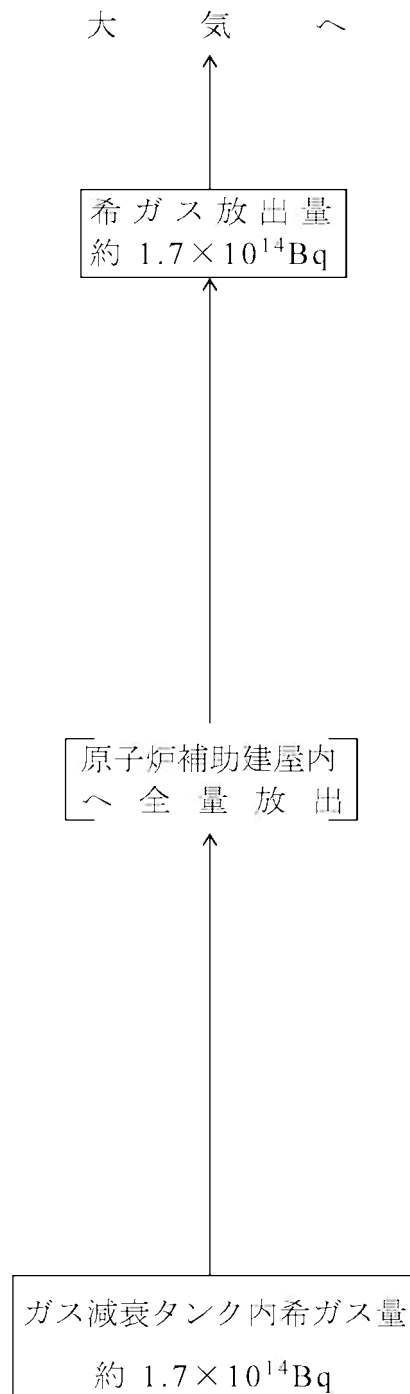 大気へ
希ガス放出量
約 1.7×10¹⁴Bq
原子炉補助建屋内
へ全量放出
ガス減衰タンク内希ガス量
約 1.7×10¹⁴Bq